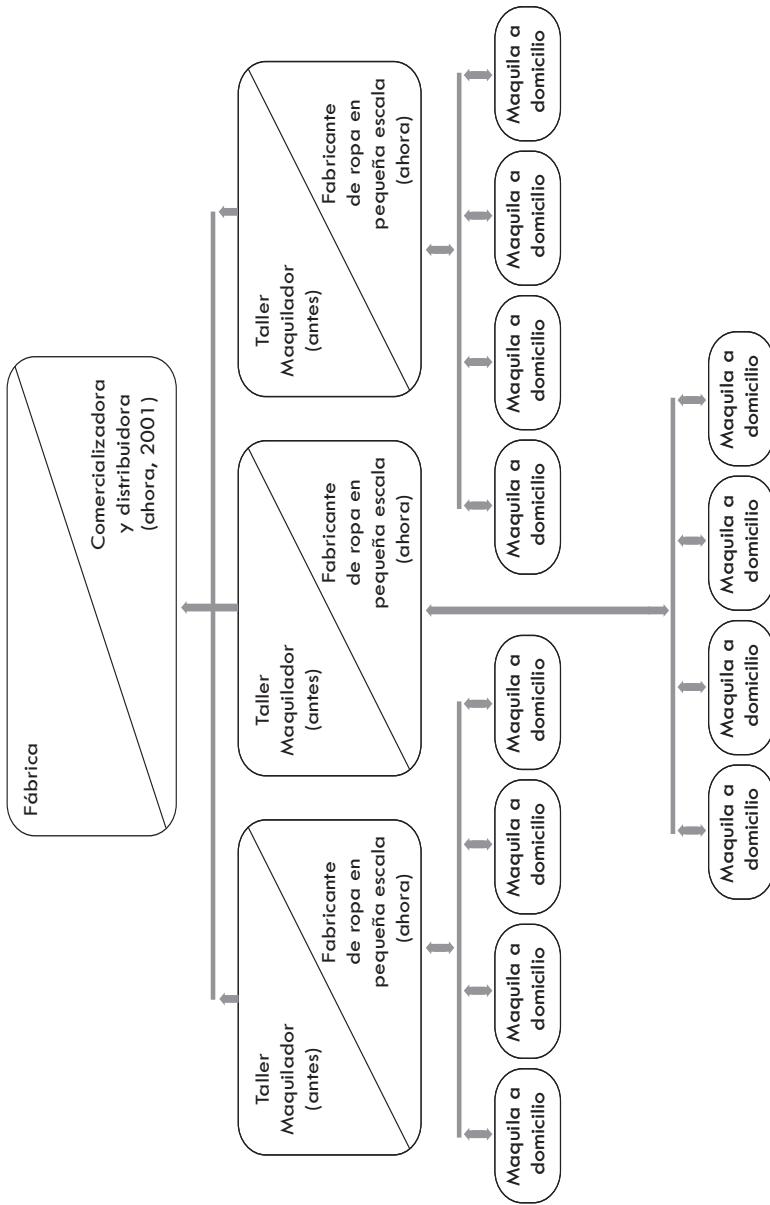 Fábrica
Comercializadora
y distribuidora
(ahora, 2001)
Taller
Maquilador
(antes)
Fabricante
de ropa en
pequeña escala
(ahora)
Taller
Maquilador
(antes)
Fabricante
de ropa en
pequeña escala
(ahora)
Taller
Maquilador
(antes)
Fabricante
de ropa en
pequeña escala
(ahora)
Maquila a
domicilio
Maquila a
domicilio
Maquila a
domicilio
Maquila a
domicilio
Maquila a
domicilio
Maquila a
domicilio
Maquila a
domicilio
Maquila a
domicilio
Maquila a
domicilio
Maquila a
domicilio
Maquila a
domicilio
Maquila a
domicilio